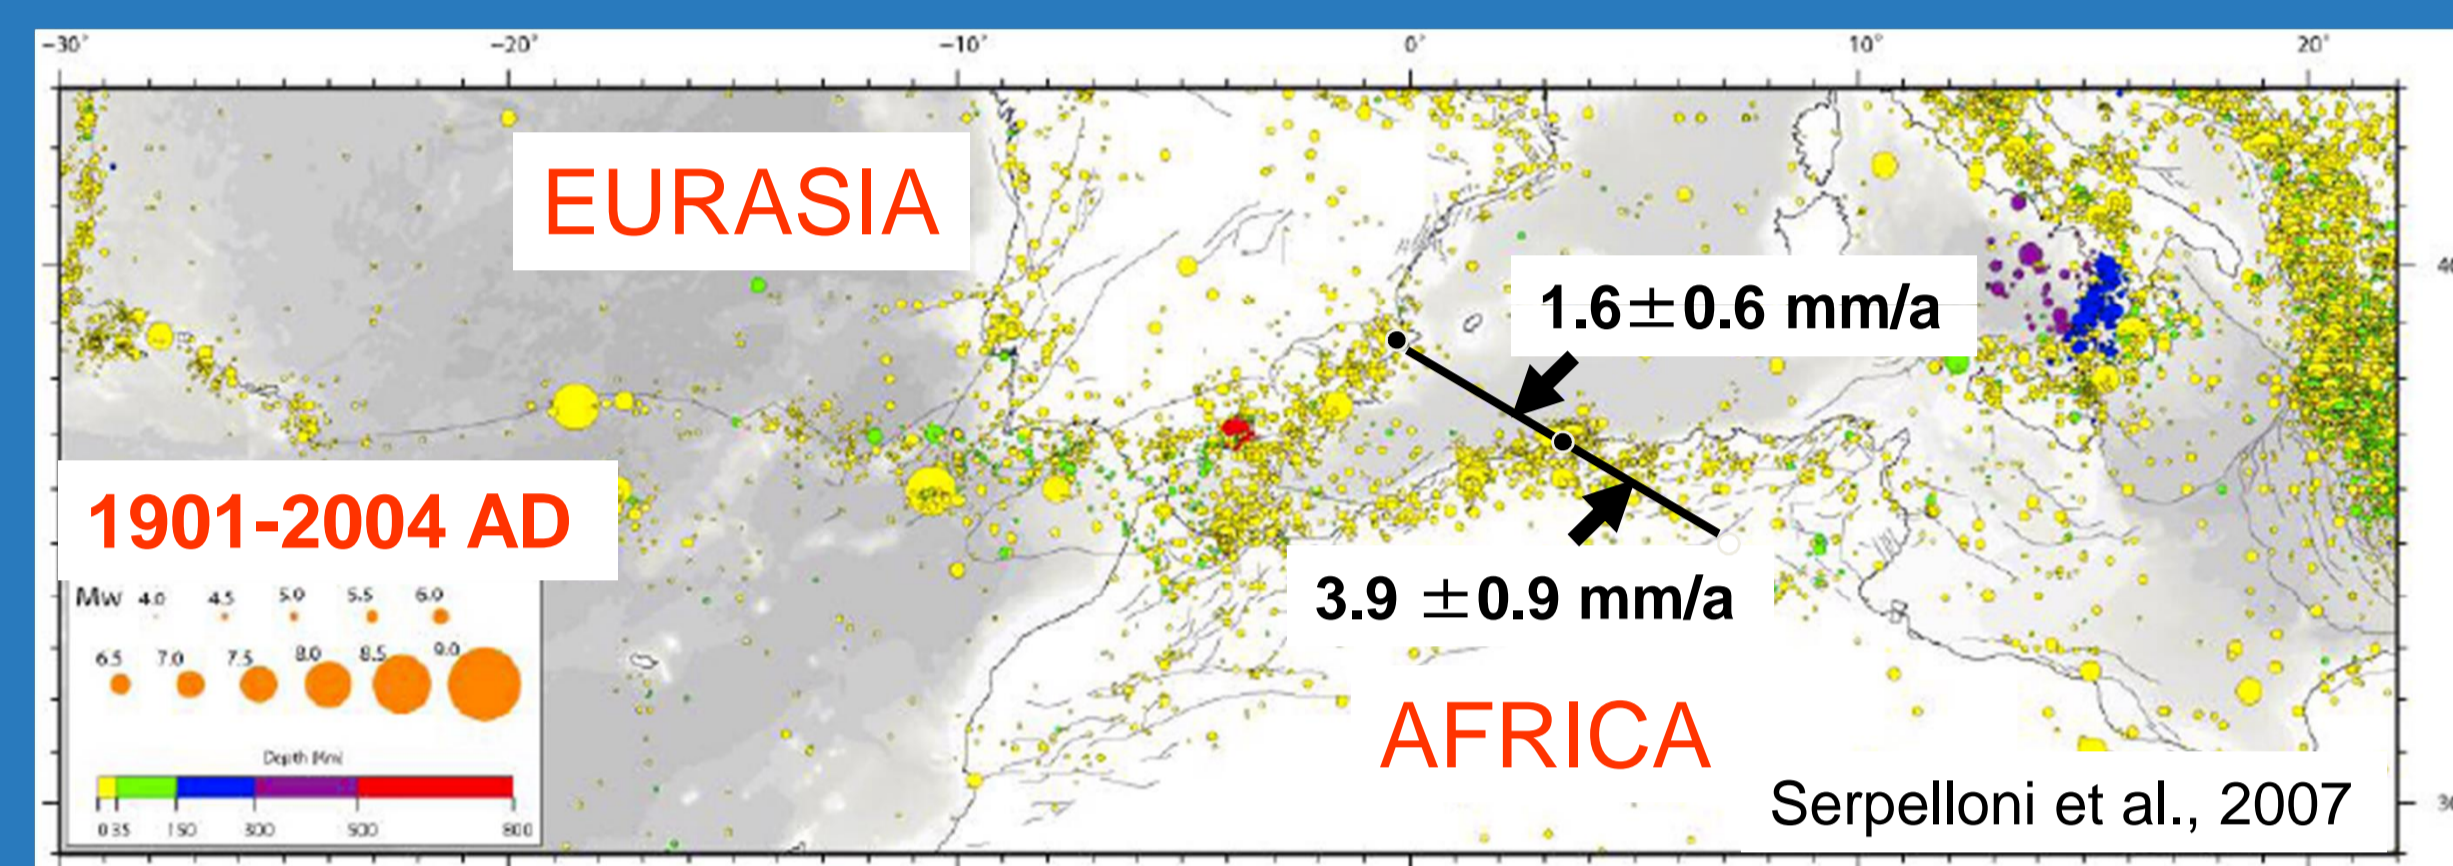 -30° -20° -10° 0° 10° 20°
EURASIA
1.6±0.6 mm/a
1901-2004 AD
3.9 ±0.9 mm/a
Mw 4.0 4.5 5.0 5.5 6.0
6.5 7.0 7.5 8.0 8.5 9.0
AFRICA
Depth (Km)
0 35 150 300 500 800
Serpelloni et al., 2007